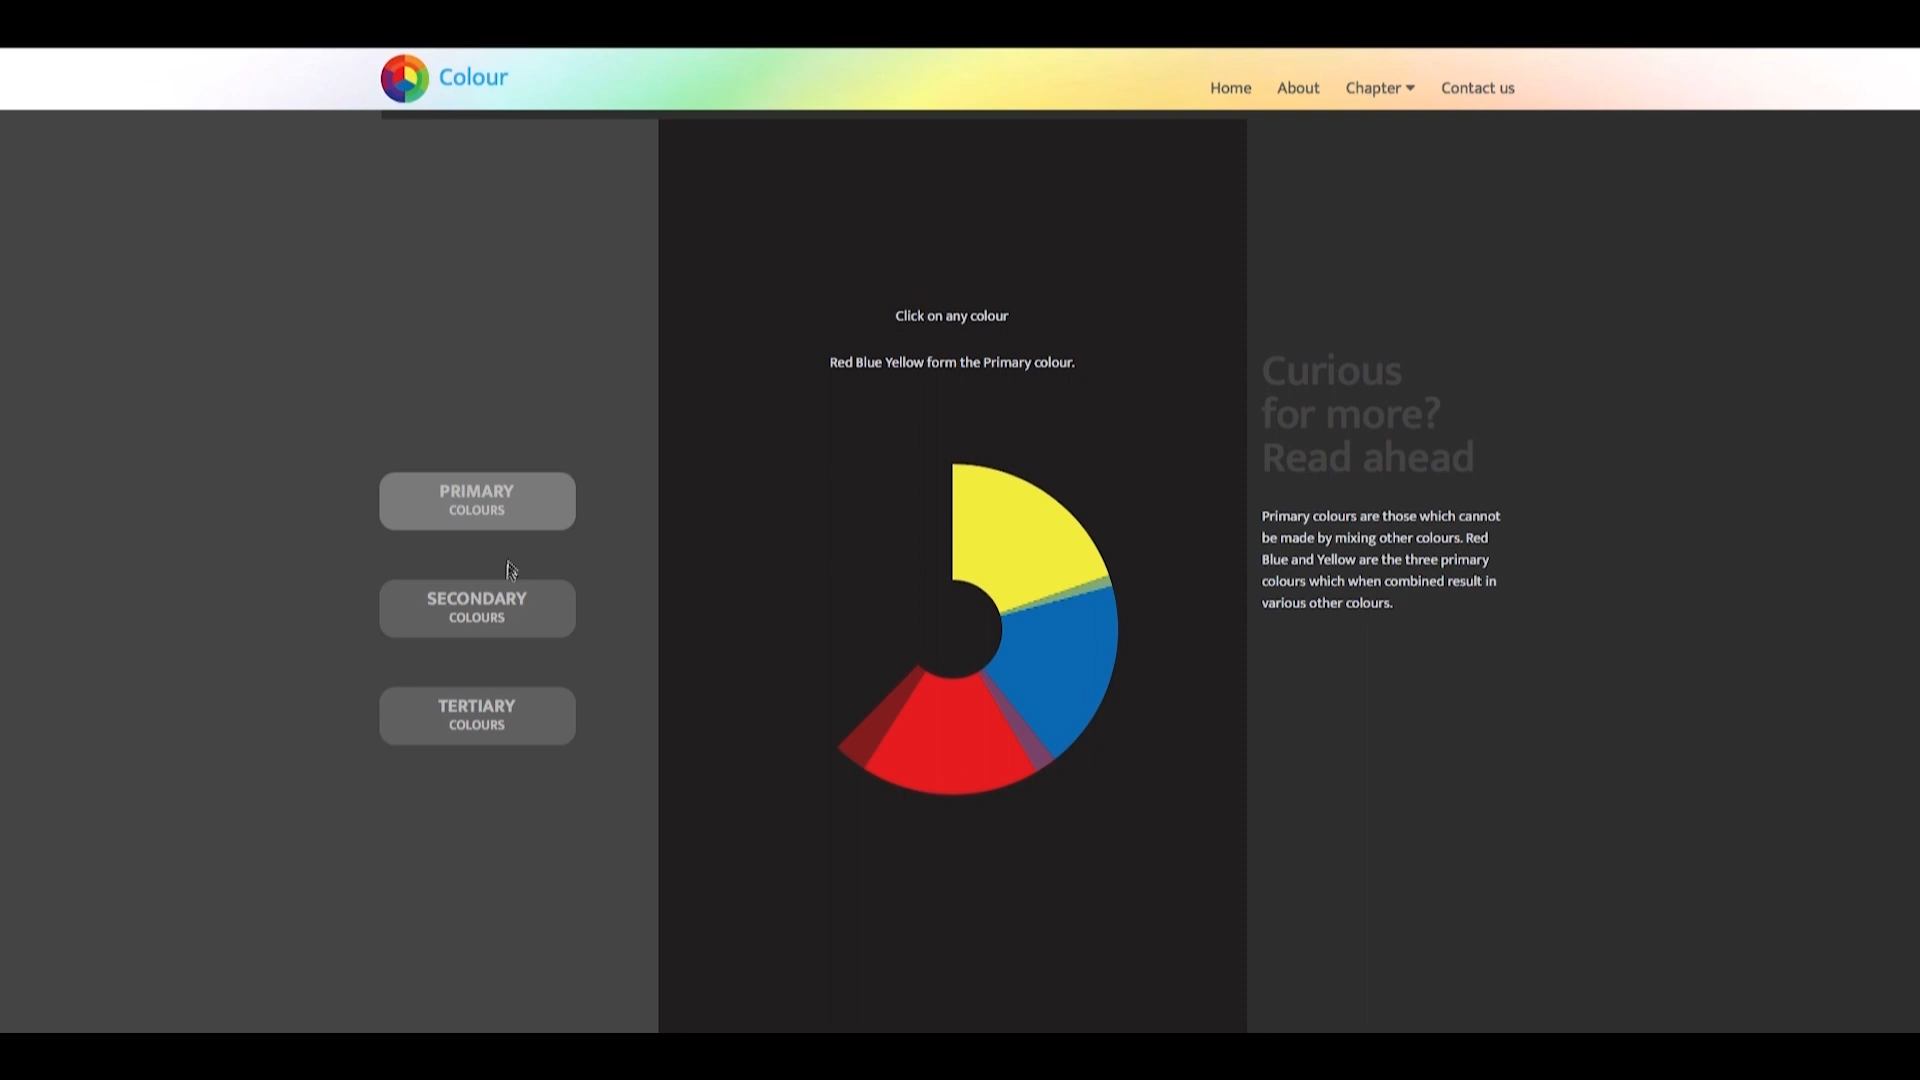 Colour
Home About Chapter Contact us
Click on any colour
Red Blue Yellow form the Primary colour.
PRIMARY
COLOURS
SECONDARY
COLOURS
TERTIARY
COLOURS
Curious
for more?
Read ahead
Primary colours are those which cannot
be made by mixing other colours. Red
Blue and Yellow are the three primary
colours which when combined result in
various other colours.